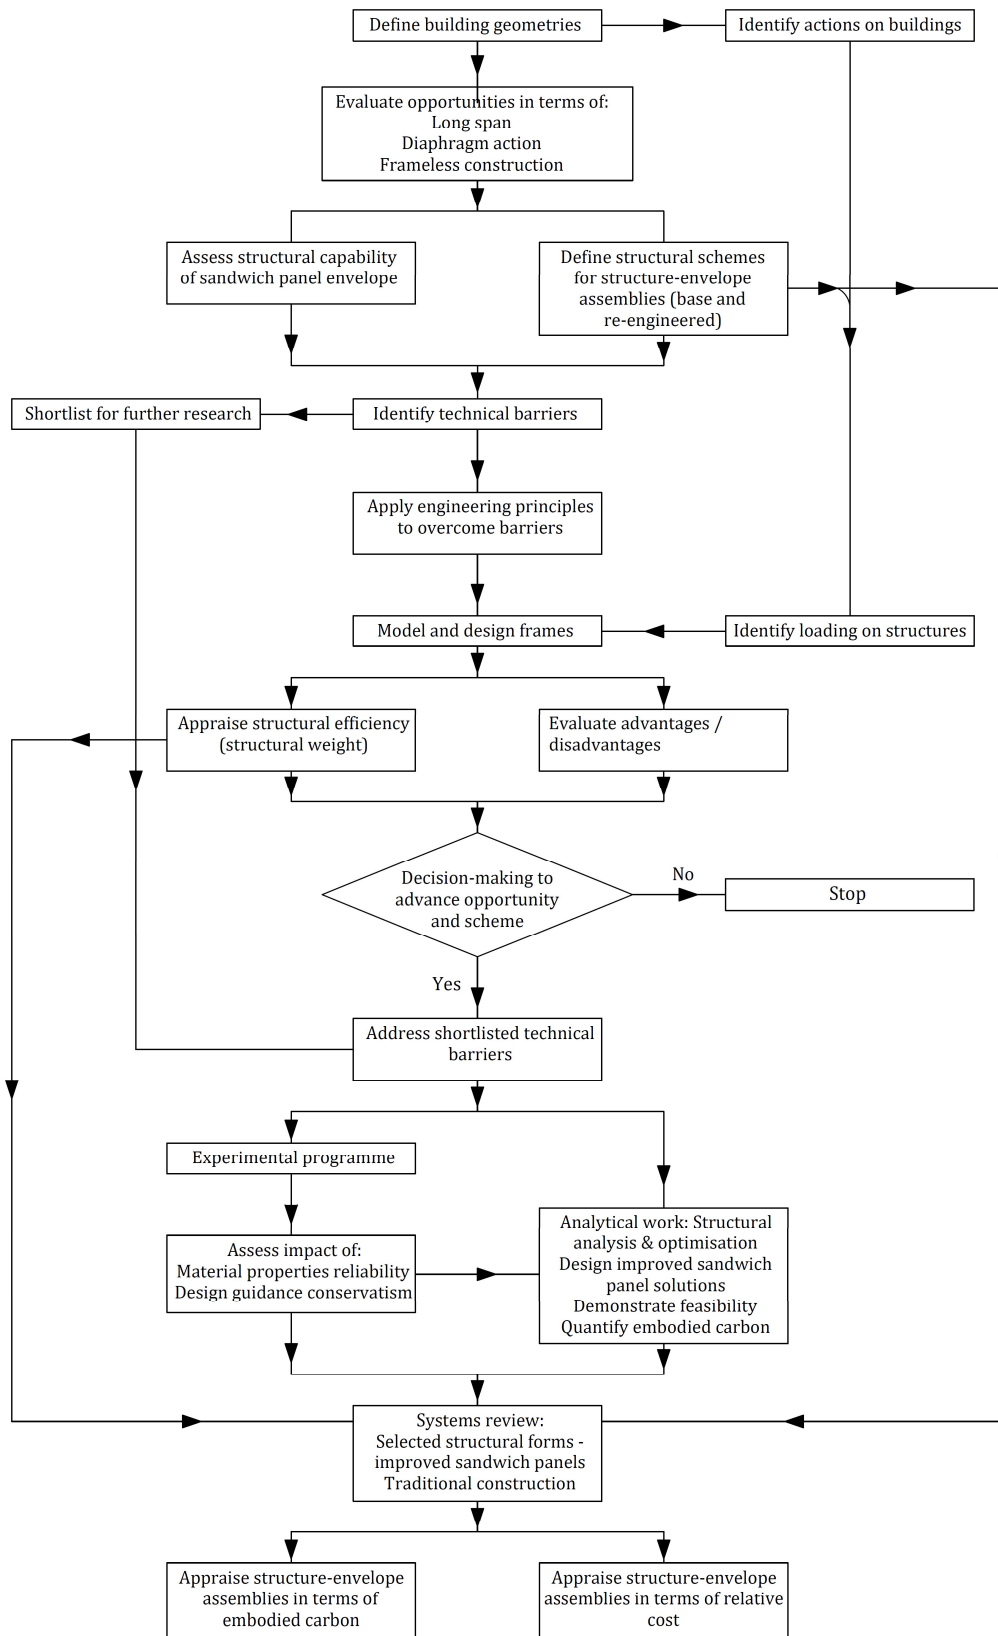 Define building geometries
Identify actions on buildings
Evaluate opportunities in terms of:
Long span
Diaphragm action
Frameless construction
Assess structural capability
of sandwich panel envelope
Define structural schemes
for structure-envelope
assemblies (base and
re-engineered)
Shortlist for further research
Identify technical barriers
Apply engineering principles
to overcome barriers
Model and design frames
Identify loading on structures
Appraise structural efficiency
(structural weight)
Evaluate advantages /
disadvantages
Decision-making to
advance opportunity
and scheme
No
Stop
Yes
Address shortlisted technical
barriers
Experimental programme
Assess impact of:
Material properties reliability
Design guidance conservatism
Analytical work: Structural
analysis & optimisation
Design improved sandwich
panel solutions
Demonstrate feasibility
Quantify embodied carbon
Systems review:
Selected structural forms -
improved sandwich panels
Traditional construction
Appraise structure-envelope
assemblies in terms of
embodied carbon
Appraise structure-envelope
assemblies in terms of relative
cost